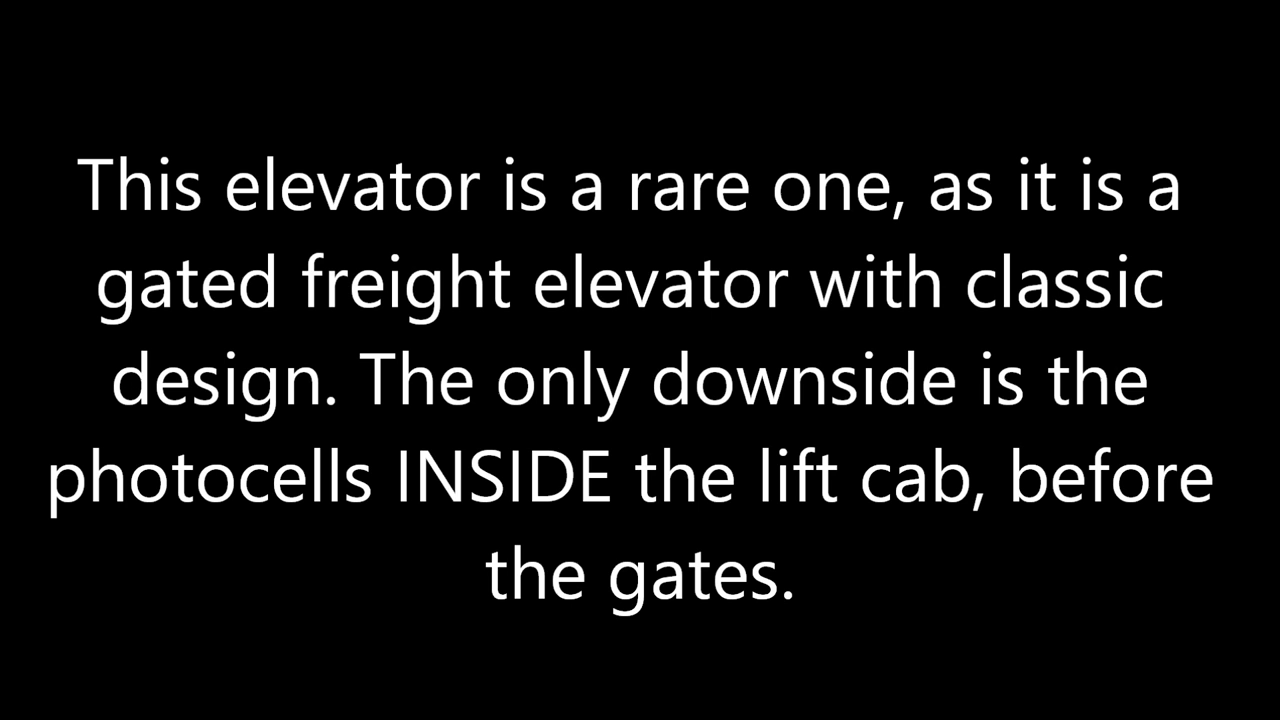 This elevator is a rare one, as it is a
gated freight elevator with classic
design. The only downside is the
photocells INSIDE the lift cab, before
the gates.